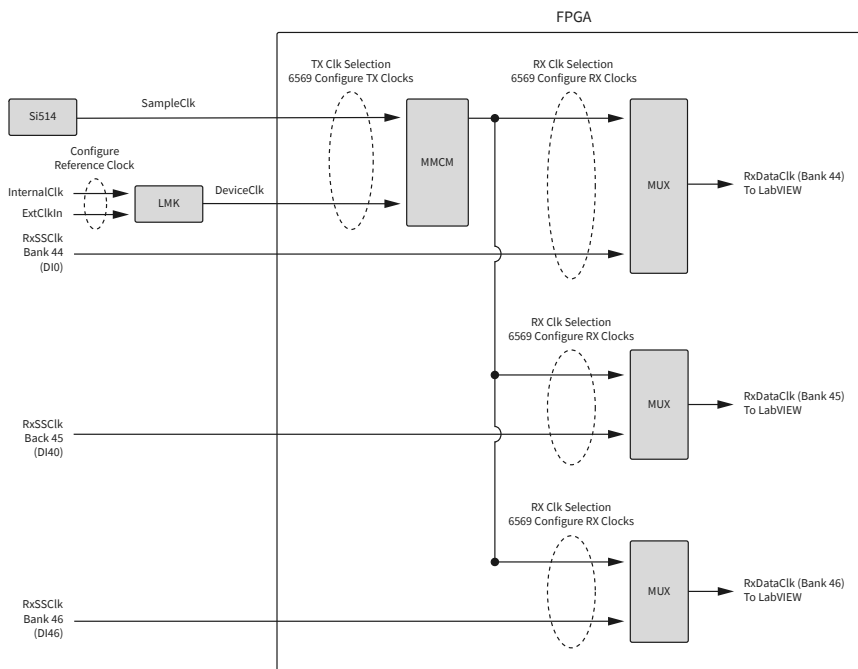 FPGA
TX Clk Selection
6569 Configure TX Clocks
RX Clk Selection
6569 Configure RX Clocks
Si514
SampleClk
MMCM
MUX
RxDataClk (Bank 44)
To LabVIEW
Configure
Reference Clock
InternalClk
ExtClkIn
LMK
DeviceClk
RxSSClk
Bank 44
(DI0)
RX Clk Selection
6569 Configure RX Clocks
MUX
RxDataClk (Bank 45)
To LabVIEW
RxSSClk
Back 45
(DI40)
RX Clk Selection
6569 Configure RX Clocks
MUX
RxDataClk (Bank 46)
To LabVIEW
RxSSClk
Bank 46
(DI46)